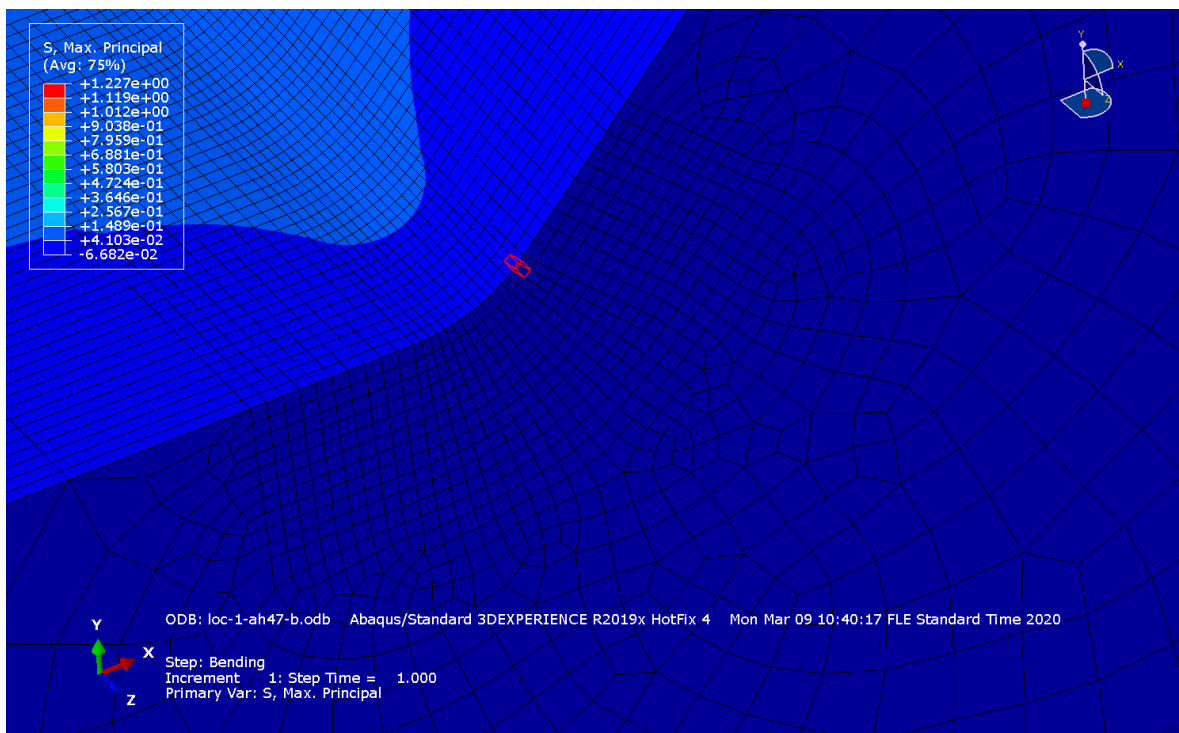 S, Max. Principal
(Avg: 75%)
+1.227e+00
+1.119e+00
+1.012e+00
+9.038e-01
+7.959e-01
+6.881e-01
+5.803e-01
+4.724e-01
+3.646e-01
+2.567e-01
+1.489e-01
+4.103e-02
-6.682e-02
Y
X
Z
ODB: loc-1-ah47-b.odb    Abaqus/Standard 3DEXPERIENCE R2019x HotFix 4    Mon Mar 09 10:40:17 FLE Standard Time 2020
Y
X
Z
Step: Bending
Increment      1: Step Time =    1.000
Primary Var: S, Max. Principal